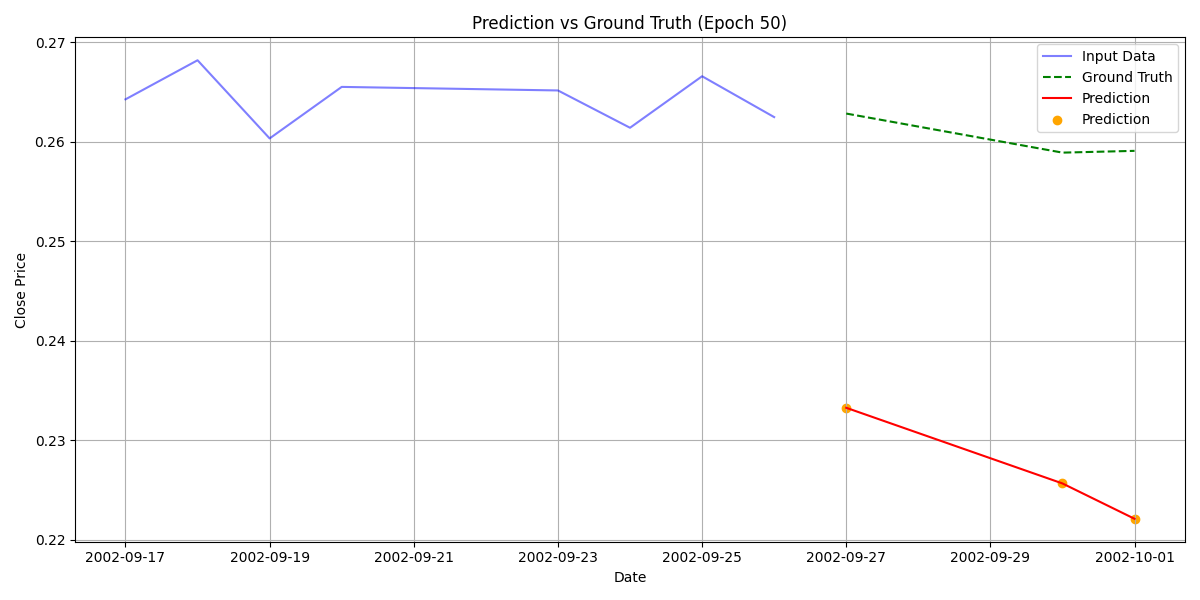 Prediction vs Ground Truth (Epoch 50)
Input Data
Ground Truth
Prediction
Prediction
Close Price
0.27
0.26
0.25
0.24
0.23
0.22
2002-09-17 2002-09-19 2002-09-21 2002-09-23 2002-09-25 2002-09-27 2002-09-29 2002-10-01
Date